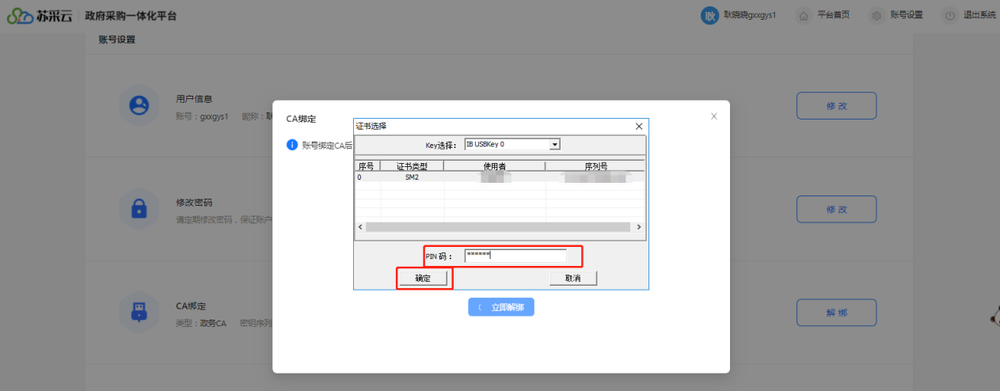 苏采云 政府采购一体化平台 耿 耿晓晓gxxgys1 平台首页 账号设置 退出系统
账号设置
用户信息
账号：gxxgys1 昵称：耿
修改
CA绑定
证书选择
账号绑定CA后
Key选择： IB USBKey 0
序号 证书类型 使用者 序列号
0 SM2
修改密码
请定期修改密码，保证账户
修改
PIN码： ******
确定 取消
立即解绑
CA绑定
类型：政务CA 密钥序列
解绑